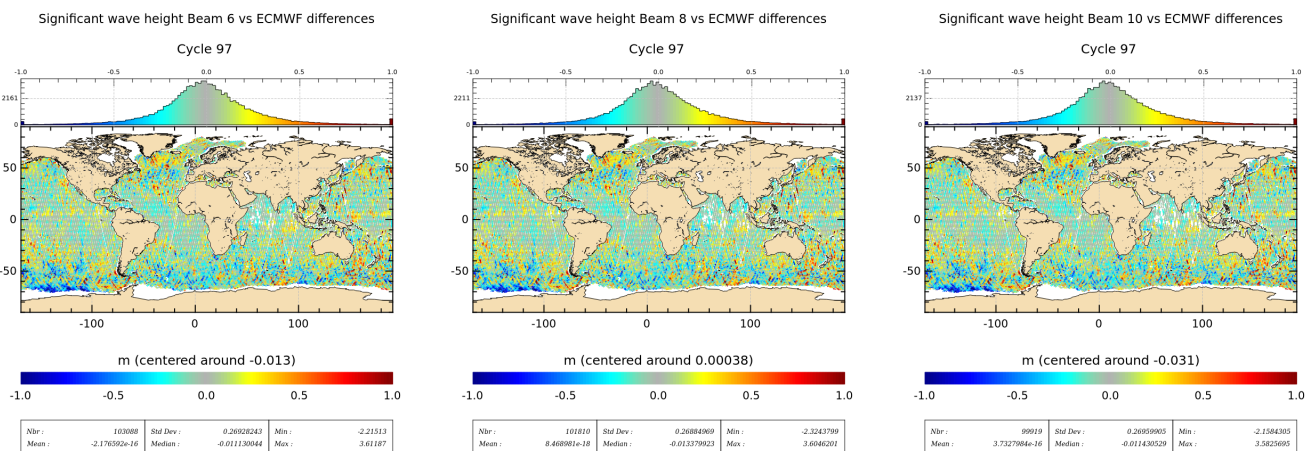 Significant wave height Beam 6 vs ECMWF differences
Cycle 97
-1.0 -0.5 0.0 0.5 1.0
2161
0
50
0
-50
-100 0 100
m (centered around -0.013)
-1.0 -0.5 0.0 0.5 1.0
Nbr : 103088 Std Dev : 0.26928243 Min : -2.21513
Mean : -2.176592e-16 Median : -0.011130044 Max : 3.61187
Significant wave height Beam 8 vs ECMWF differences
Cycle 97
-1.0 -0.5 0.0 0.5 1.0
2211
0
50
0
-50
-100 0 100
m (centered around 0.00038)
-1.0 -0.5 0.0 0.5 1.0
Nbr : 101810 Std Dev : 0.26884969 Min : -2.3243799
Mean : 8.468981e-18 Median : -0.013379923 Max : 3.6046201
Significant wave height Beam 10 vs ECMWF differences
Cycle 97
-1.0 -0.5 0.0 0.5 1.0
2137
0
50
0
-50
-100 0 100
m (centered around -0.031)
-1.0 -0.5 0.0 0.5 1.0
Nbr : 99919 Std Dev : 0.26959905 Min : -2.1584305
Mean : 3.7327984e-16 Median : -0.011430529 Max : 3.5825695